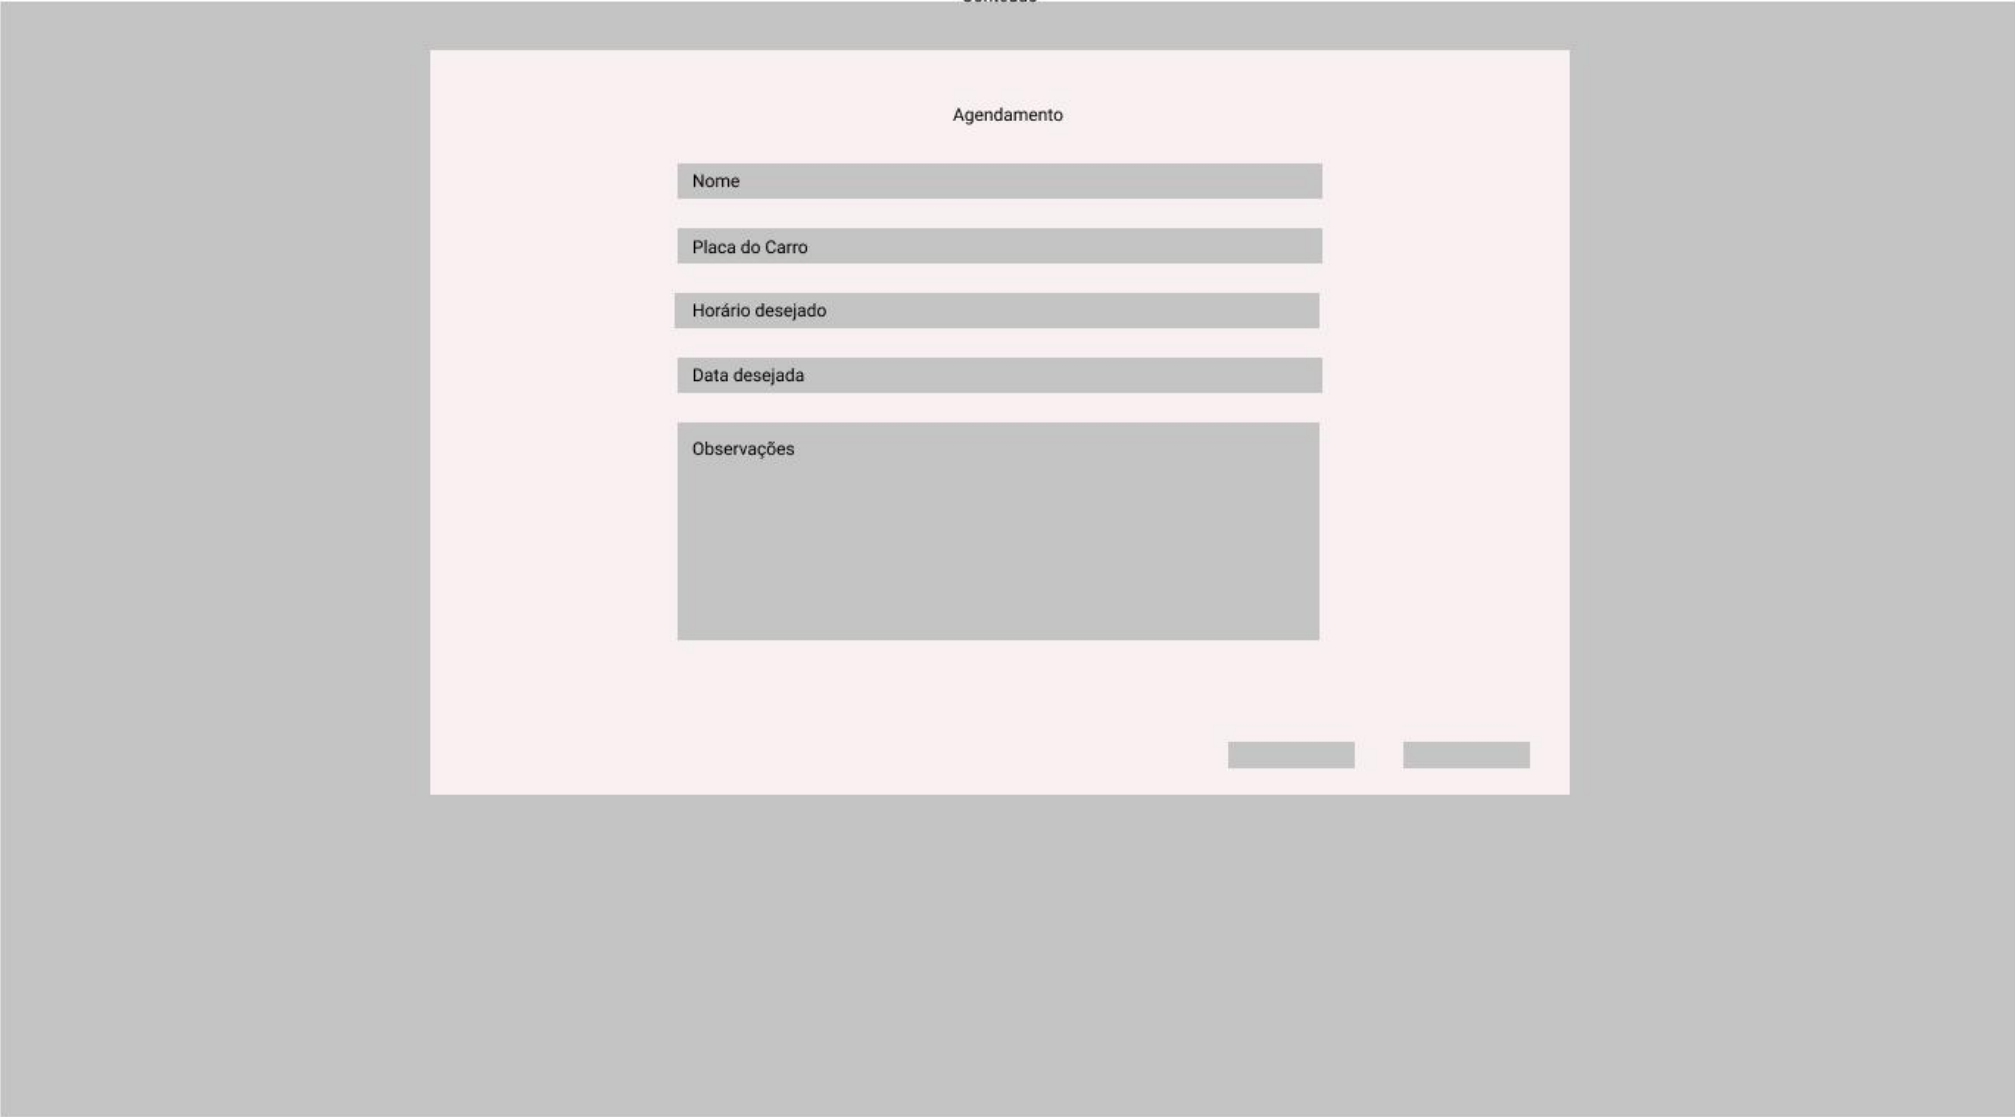 Agendamento
Nome
Placa do Carro
Horário desejado
Data desejada
Observações